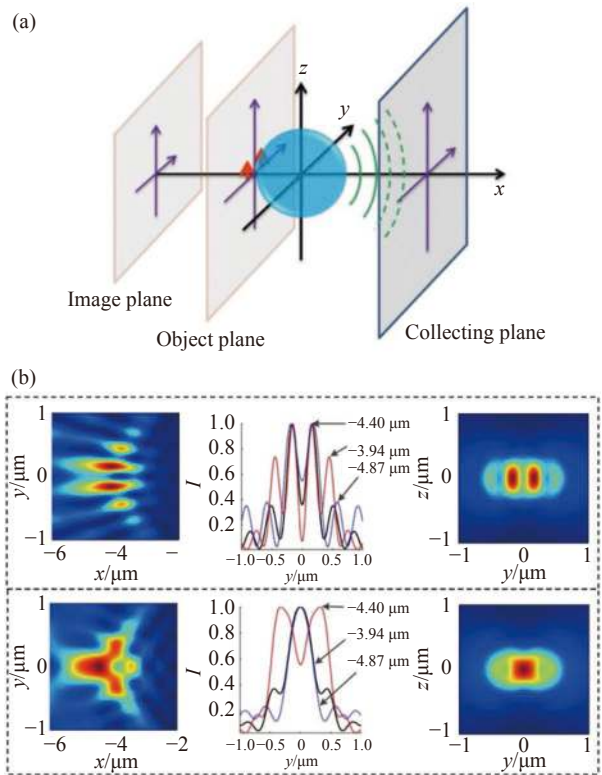 (a)
z
y
x
Image plane
Object plane
Collecting plane
(b)
1
0
−1
y/μm
−6
−4
−
x/μm
1.0
0.8
0.6
0.4
0.2
I
−1.0
−0.5
0
0.5
1.0
y/μm
−4.40 μm
−3.94 μm
−4.87 μm
1
0
−1
z/μm
−1
0
1
y/μm
1
0
−1
y/μm
−6
−4
−2
x/μm
1.0
0.8
0.6
0.4
0.2
I
−1.0
−0.5
0
0.5
1.0
y/μm
−4.40 μm
−3.94 μm
−4.87 μm
1
0
−1
z/μm
−1
0
1
y/μm